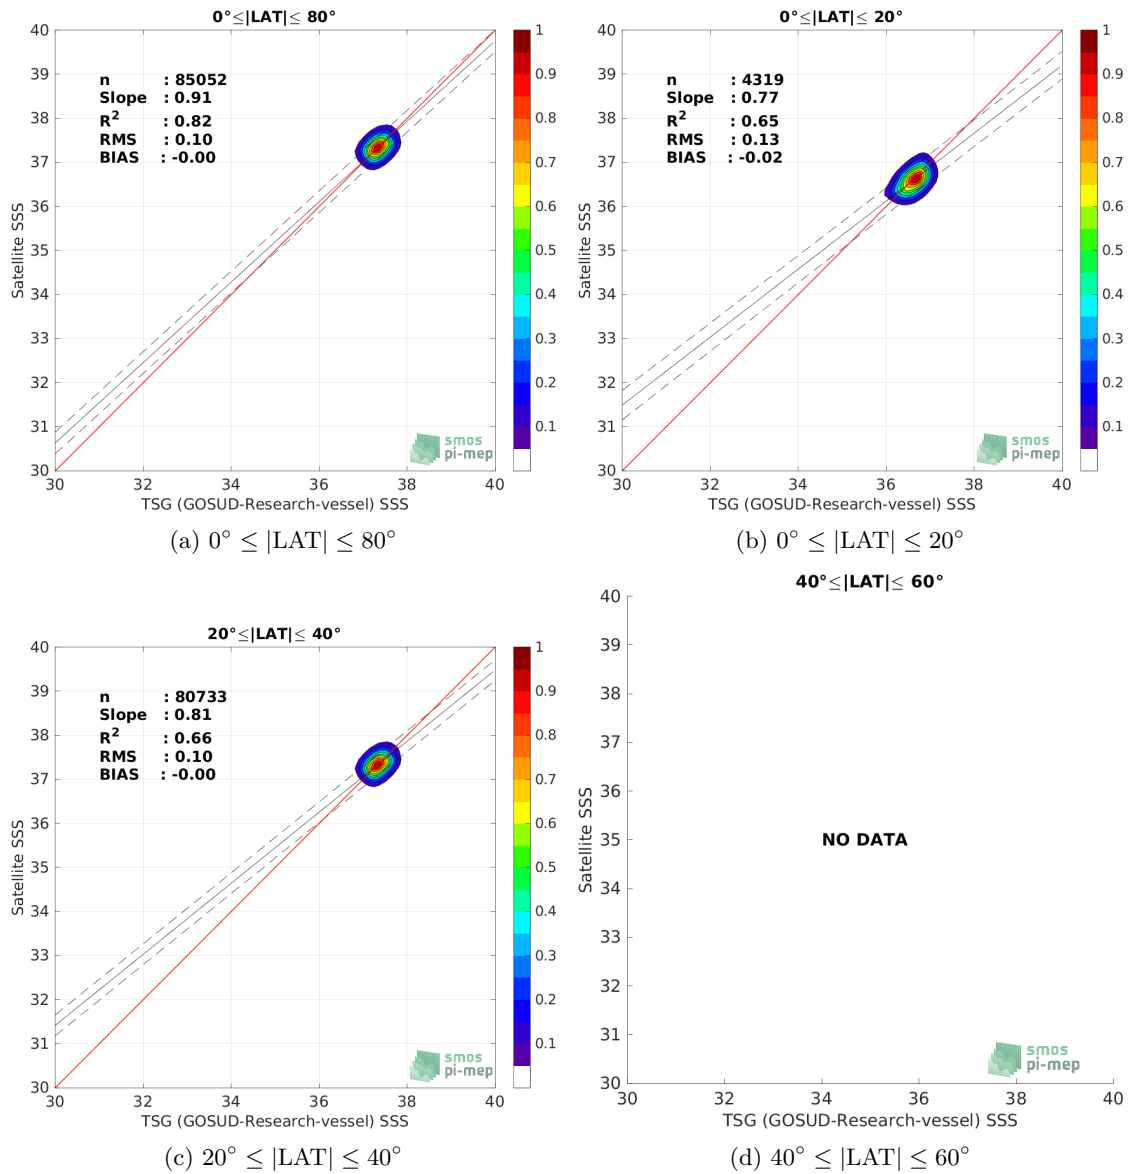 0°≤|LAT|≤ 80°
40
39
38
37
36
35
34
33
32
31
30
Satellite SSS
n : 85052
Slope : 0.91
R² : 0.82
RMS : 0.10
BIAS : -0.00
smos
pi-mep
30 32 34 36 38 40
TSG (GOSUD-Research-vessel) SSS
1
0.9
0.8
0.7
0.6
0.5
0.4
0.3
0.2
0.1
(a) 0° ≤ |LAT| ≤ 80°
0°≤|LAT|≤ 20°
40
39
38
37
36
35
34
33
32
31
30
Satellite SSS
n : 4319
Slope : 0.77
R² : 0.65
RMS : 0.13
BIAS : -0.02
smos
pi-mep
30 32 34 36 38 40
TSG (GOSUD-Research-vessel) SSS
1
0.9
0.8
0.7
0.6
0.5
0.4
0.3
0.2
0.1
(b) 0° ≤ |LAT| ≤ 20°
20°≤|LAT|≤ 40°
40
39
38
37
36
35
34
33
32
31
30
Satellite SSS
n : 80733
Slope : 0.81
R² : 0.66
RMS : 0.10
BIAS : -0.00
smos
pi-mep
30 32 34 36 38 40
TSG (GOSUD-Research-vessel) SSS
1
0.9
0.8
0.7
0.6
0.5
0.4
0.3
0.2
0.1
(c) 20° ≤ |LAT| ≤ 40°
40°≤|LAT|≤ 60°
40
39
38
37
36
35
34
33
32
31
30
Satellite SSS
NO DATA
smos
pi-mep
30 32 34 36 38 40
TSG (GOSUD-Research-vessel) SSS
(d) 40° ≤ |LAT| ≤ 60°